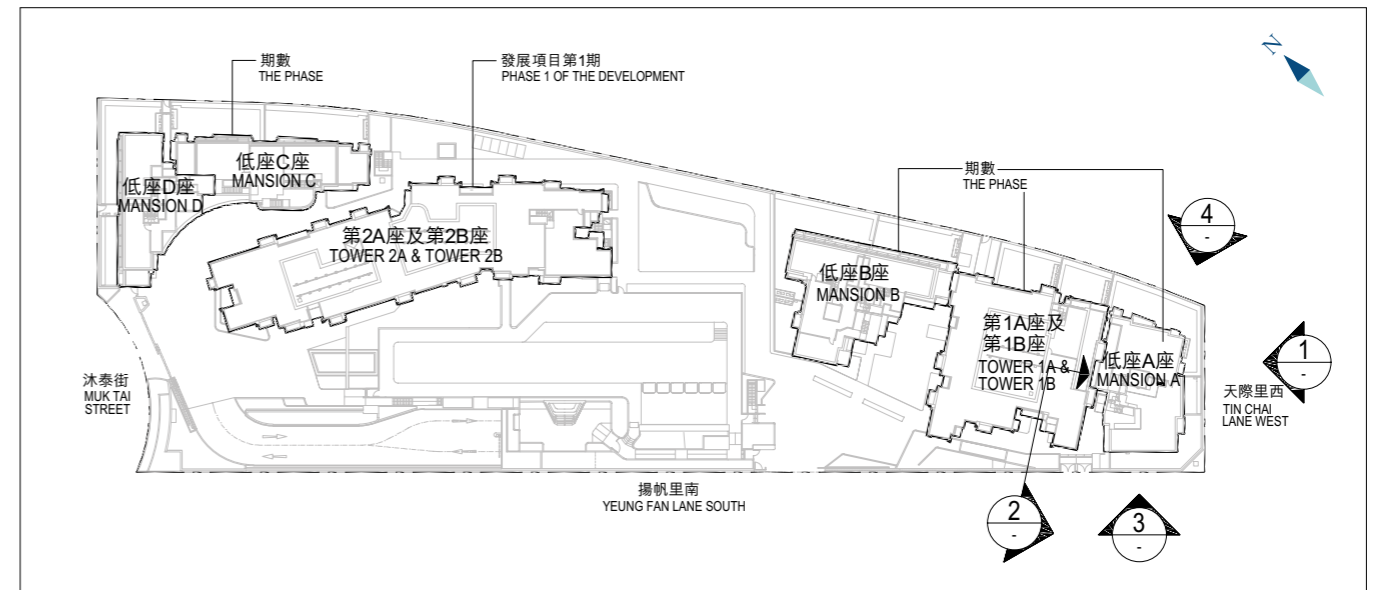 N
期數
THE PHASE
發展項目第1期
PHASE 1 OF THE DEVELOPMENT
低座C座
MANSION C
低座D座
MANSION D
第2A座及第2B座
TOWER 2A & TOWER 2B
期數
THE PHASE
低座B座
MANSION B
第1A座及
第1B座
TOWER 1A &
TOWER 1B
低座A座
MANSION A
4
-
1
-
天際里西
TIN CHAI
LANE WEST
沐泰街
MUK TAI
STREET
揚帆里南
YEUNG FAN LANE SOUTH
2
-
3
-